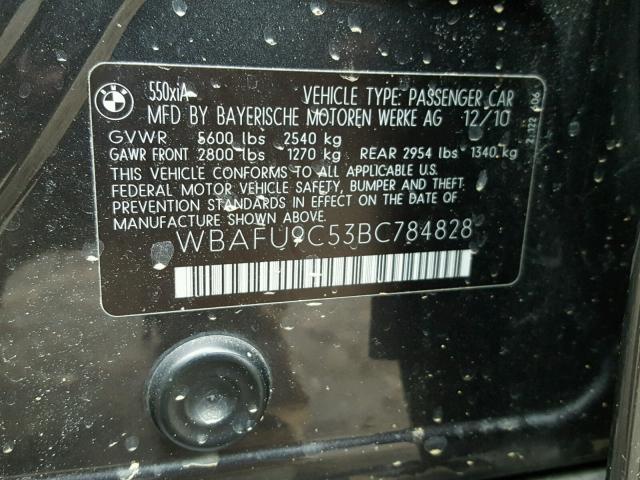 BMW
550xiA VEHICLE TYPE: PASSENGER CAR
MFD BY BAYERISCHE MOTOREN WERKE AG 12/10
GVWR 5600 lbs 2540 kg
GAWR FRONT 2800 lbs 1270 kg REAR 2954 lbs 1340 kg
THIS VEHICLE CONFORMS TO ALL APPLICABLE U.S.
FEDERAL MOTOR VEHICLE SAFETY, BUMPER AND THEFT
PREVENTION STANDARDS IN EFFECT ON THE DATE OF
MANUFACTURE SHOWN ABOVE.
WBAFU9C53BC784828